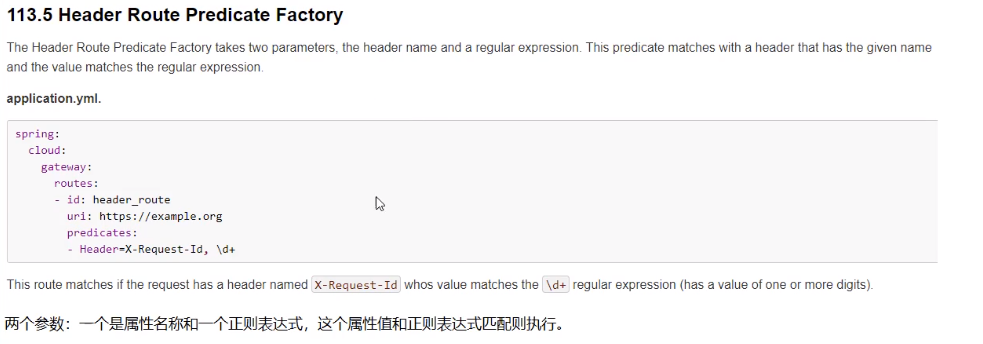 113.5 Header Route Predicate Factory
The Header Route Predicate Factory takes two parameters, the header name and a regular expression. This predicate matches with a header that has the given name
and the value matches the regular expression.
application.yml.
spring:
  cloud:
    gateway:
      routes:
      - id: header_route
        uri: https://example.org
        predicates:
        - Header=X-Request-Id, \d+
This route matches if the request has a header named X-Request-Id whos value matches the \d+ regular expression (has a value of one or more digits).
两个参数：一个是属性名称和一个正则表达式，这个属性值和正则表达式匹配则执行。